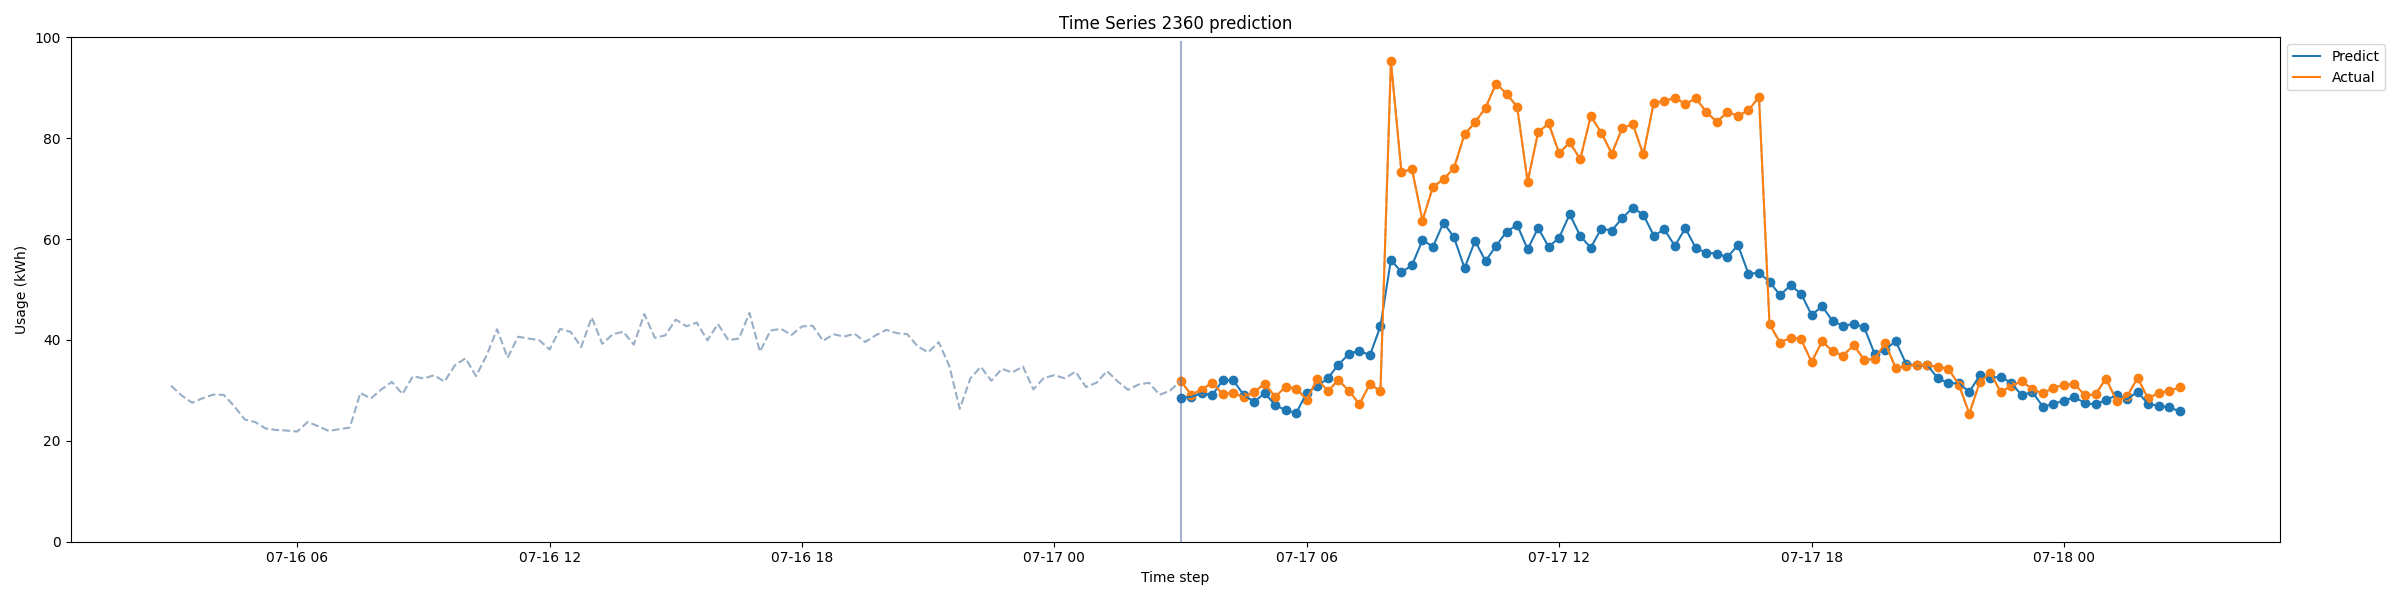 Time Series 2360 prediction
Predict
Actual
Usage (kWh)
100
80
60
40
20
0
07-16 06
07-16 12
07-16 18
07-17 00
07-17 06
07-17 12
07-17 18
07-18 00
Time step